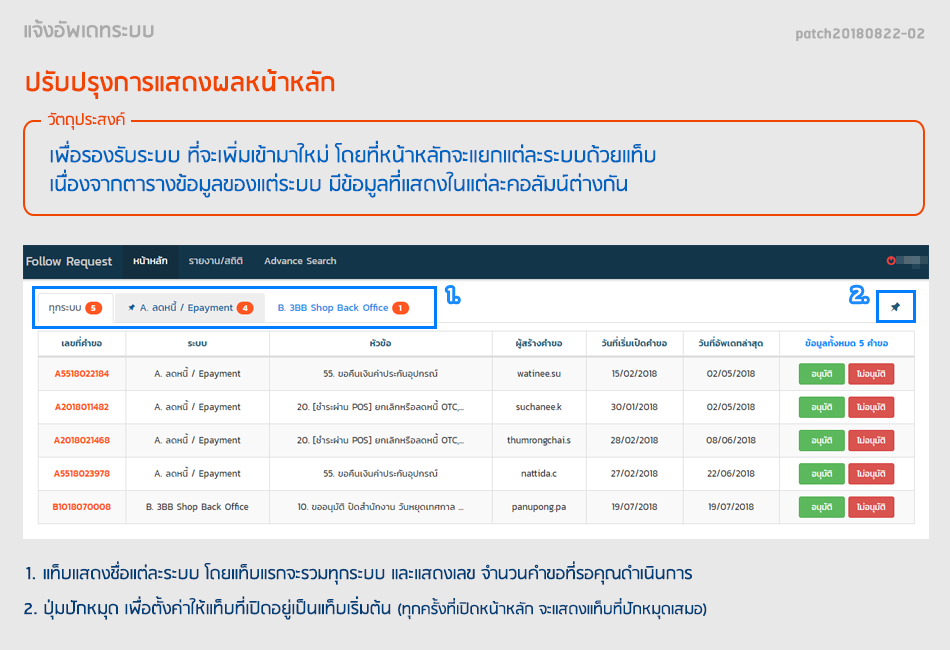 แจ้งอัพเดทระบบ
patch20180822-02
ปรับปรุงการแสดงผลหน้าหลัก
วัตถุประสงค์
เพื่อรองรับระบบ ที่จะเพิ่มเข้ามาใหม่ โดยที่หน้าหลักจะแยกแต่ละระบบด้วยแท็บ
เนื่องจากตารางข้อมูลของแต่ระบบ มีข้อมูลที่แสดงในแต่ละคอลัมน์ต่างกัน
Follow Request หน้าหลัก รายงาน/สถิติ Advance Search
1. 2.
ทุกระบบ 5 A. ลดหนี้ / Epayment 4 B. 3BB Shop Back Office 1
เลขที่คำขอ ระบบ หัวข้อ ผู้สร้างคำขอ วันที่เริ่มเปิดคำขอ วันที่อัพเดทล่าสุด ข้อมูลทั้งหมด 5 คำขอ
A5518022184 A. ลดหนี้ / Epayment 55. ขอคืนเงินค่าประกันอุปกรณ์ watinee.su 15/02/2018 02/05/2018 อนุมัติ ไม่อนุมัติ
A2018011482 A. ลดหนี้ / Epayment 20. [ชำระผ่าน POS] ยกเลิกหรือลดหนี้ OTC,... suchanee.k 30/01/2018 02/05/2018 อนุมัติ ไม่อนุมัติ
A2018021468 A. ลดหนี้ / Epayment 20. [ชำระผ่าน POS] ยกเลิกหรือลดหนี้ OTC,... thumrongchai.s 28/02/2018 08/06/2018 อนุมัติ ไม่อนุมัติ
A5518023978 A. ลดหนี้ / Epayment 55. ขอคืนเงินค่าประกันอุปกรณ์ nattida.c 27/02/2018 22/06/2018 อนุมัติ ไม่อนุมัติ
B1018070008 B. 3BB Shop Back Office 10. ขออนุมัติ ปิดสำนักงาน วันหยุดเทศกาล ... panupong.pa 19/07/2018 19/07/2018 อนุมัติ ไม่อนุมัติ
1. แท็บแสดงชื่อแต่ละระบบ โดยแท็บแรกจะรวมทุกระบบ และแสดงเลข จำนวนคำขอที่รอคุณดำเนินการ
2. ปุ่มปักหมุด เพื่อตั้งค่าให้แท็บที่เปิดอยู่เป็นแท็บเริ่มต้น (ทุกครั้งที่เปิดหน้าหลัก จะแสดงแท็บที่ปักหมุดเสมอ)